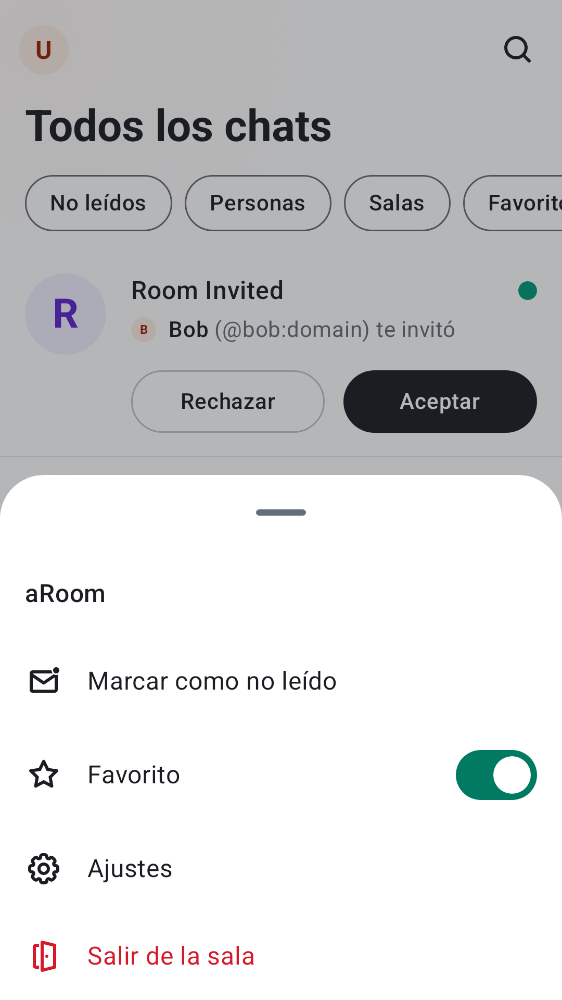 U
Todos los chats
No leídos Personas Salas Favorito
R
Room Invited
B Bob (@bob:domain) te invitó
Rechazar Aceptar
aRoom
Marcar como no leído
Favorito
Ajustes
Salir de la sala